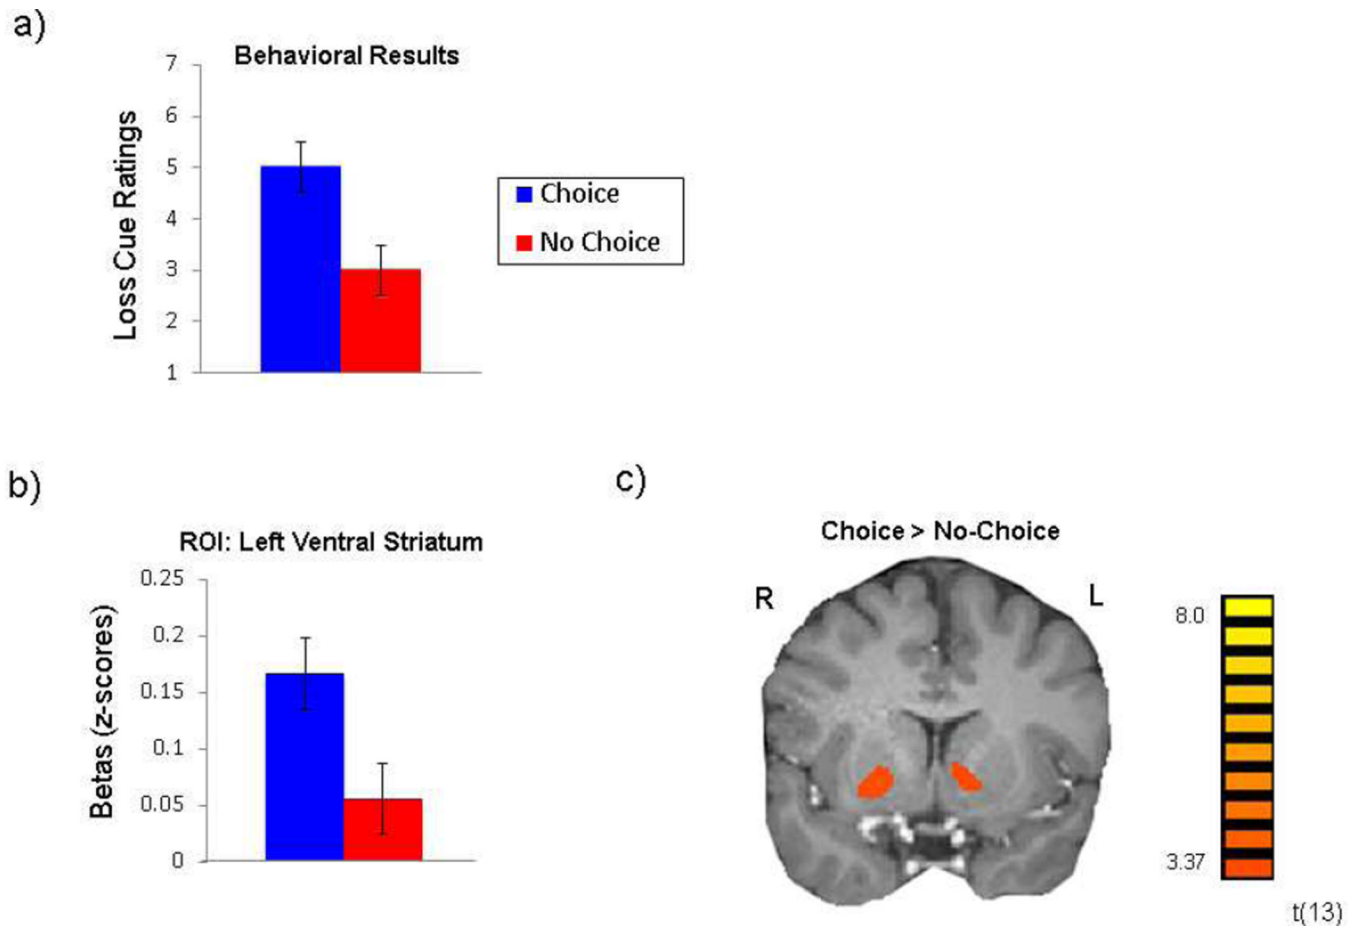 a)
Behavioral Results
Loss Cue Ratings
7
6
5
4
3
2
1
Choice
No Choice
b)
ROI: Left Ventral Striatum
Betas (z-scores)
0.25
0.2
0.15
0.1
0.05
0
c)
Choice > No-Choice
R
L
8.0
3.37
t(13)